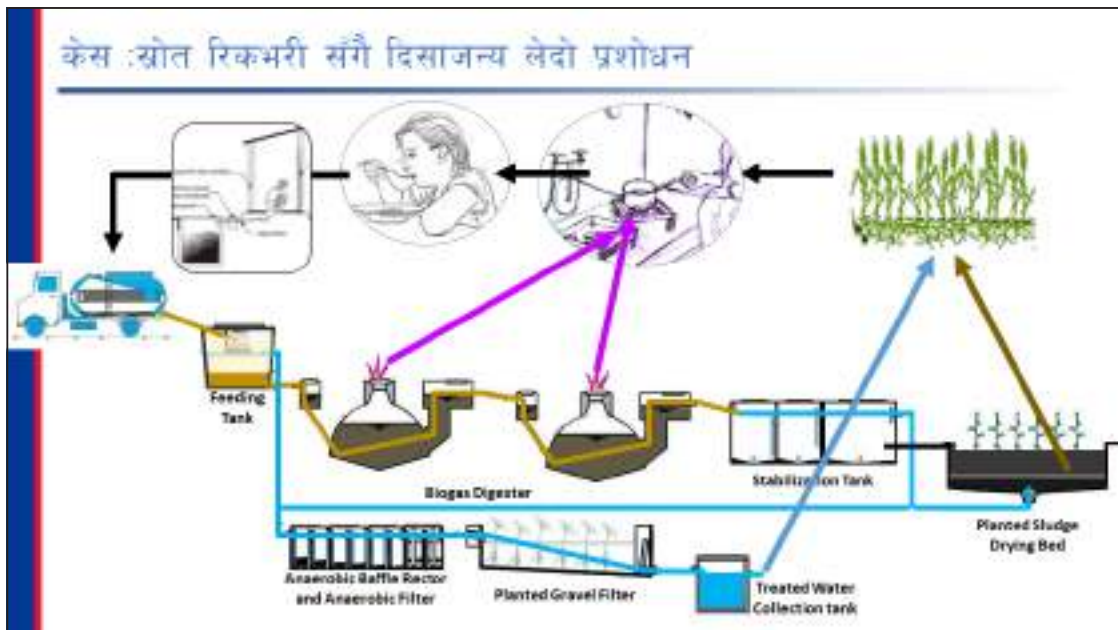 केस :स्रोत रिकभरी सँगै दिसाजन्य लेदो प्रशोधन
Feeding
Tank
Biogas Digester
Stabilization Tank
Planted Sludge
Drying Bed
Anaerobic Baffle Rector
and Anaerobic Filter
Planted Gravel Filter
Treated Water
Collection tank